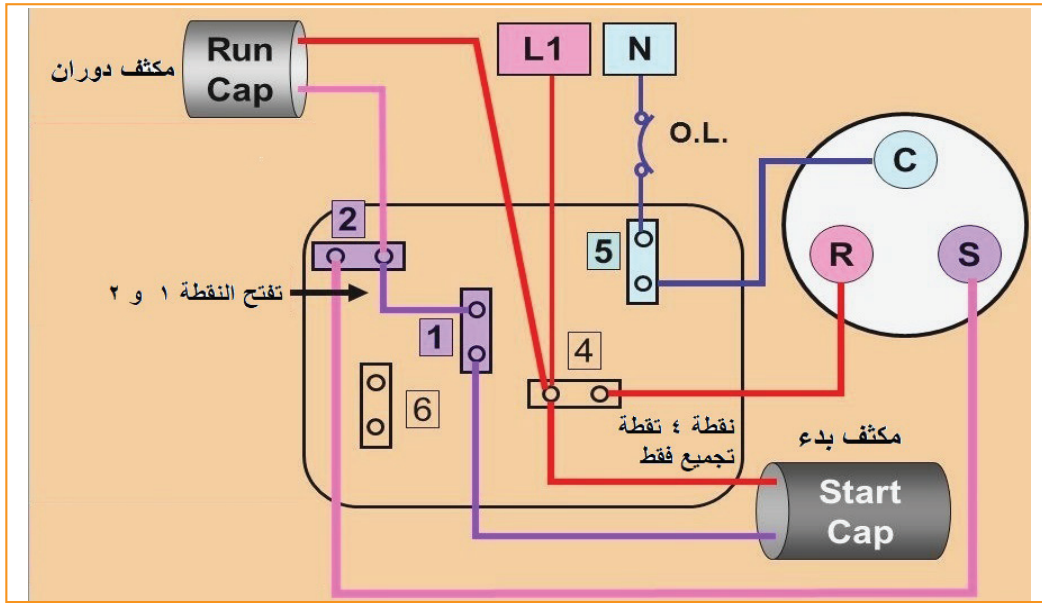 Run
Cap
مكثف دوران
L1
N
O.L.
C
R
S
2
5
تفتح النقطة ١ و ٢
1
4
6
نقطة ٤ تقطة
تجميع فقط
مكثف بدء
Start
Cap